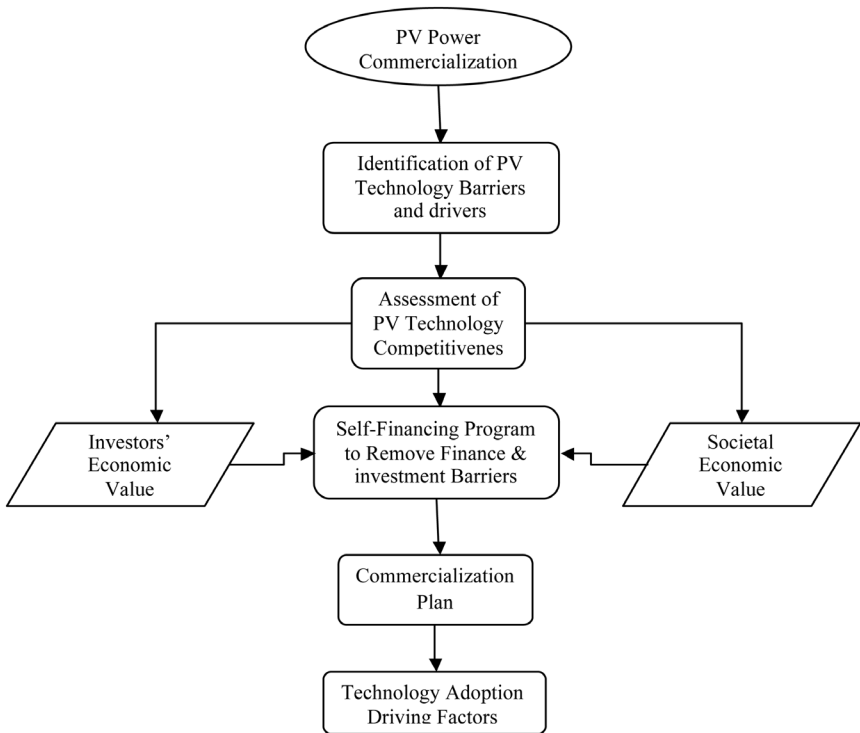 PV Power
Commercialization
Identification of PV
Technology Barriers
and drivers
Assessment of
PV Technology
Competitivenes
Investors’
Economic
Value
Self-Financing Program
to Remove Finance &
investment Barriers
Societal
Economic
Value
Commercialization
Plan
Technology Adoption
Driving Factors